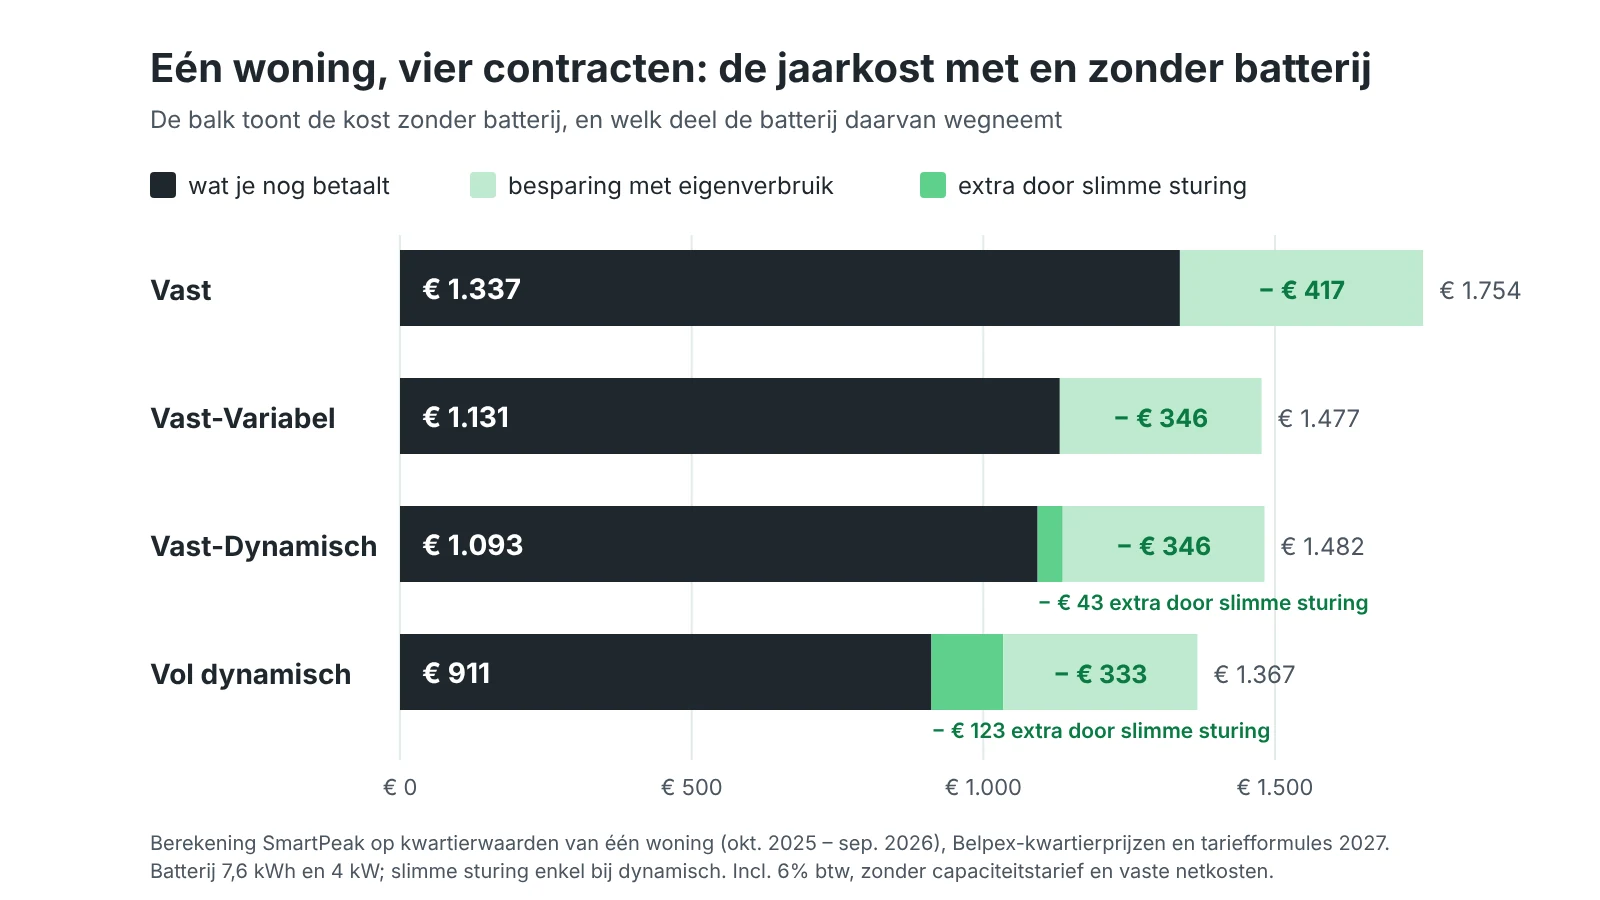 Eén woning, vier contracten: de jaarkost met en zonder batterij
De balk toont de kost zonder batterij, en welk deel de batterij daarvan wegneemt
wat je nog betaalt
besparing met eigenverbruik
extra door slimme sturing
Vast
€ 1.337
− € 417
€ 1.754
Vast-Variabel
€ 1.131
− € 346
€ 1.477
Vast-Dynamisch
€ 1.093
− € 346
€ 1.482
− € 43 extra door slimme sturing
Vol dynamisch
€ 911
− € 333
€ 1.367
− € 123 extra door slimme sturing
€ 0
€ 500
€ 1.000
€ 1.500
Berekening SmartPeak op kwartierwaarden van één woning (okt. 2025 – sep. 2026), Belpex-kwartierprijzen en tariefformules 2027.
Batterij 7,6 kWh en 4 kW; slimme sturing enkel bij dynamisch. Incl. 6% btw, zonder capaciteitstarief en vaste netkosten.